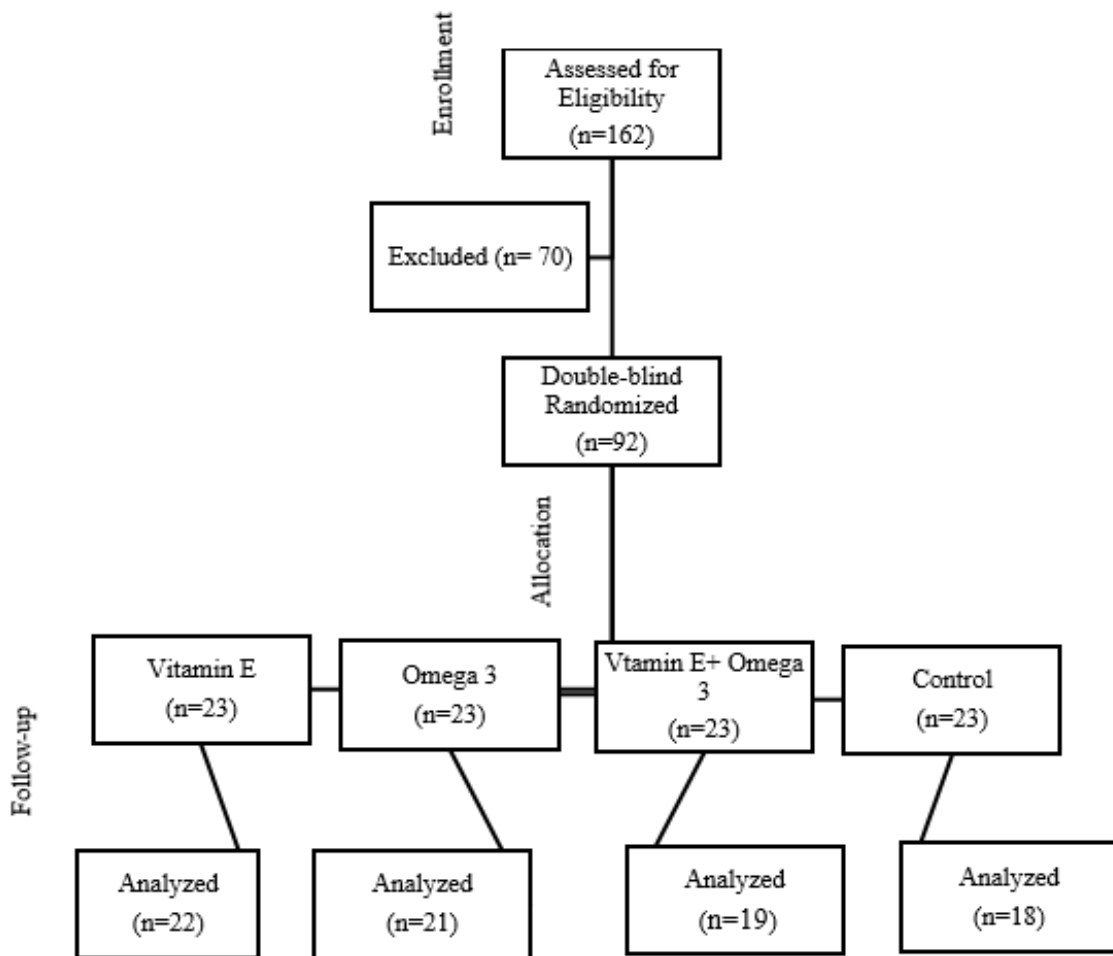 Enrollment
Assessed for
Eligibility
(n=162)
Excluded (n= 70)
Double-blind
Randomized
(n=92)
Allocation
Vitamin E
(n=23)
Omega 3
(n=23)
Vtamin E+ Omega
3
(n=23)
Control
(n=23)
Follow-up
Analyzed
(n=22)
Analyzed
(n=21)
Analyzed
(n=19)
Analyzed
(n=18)